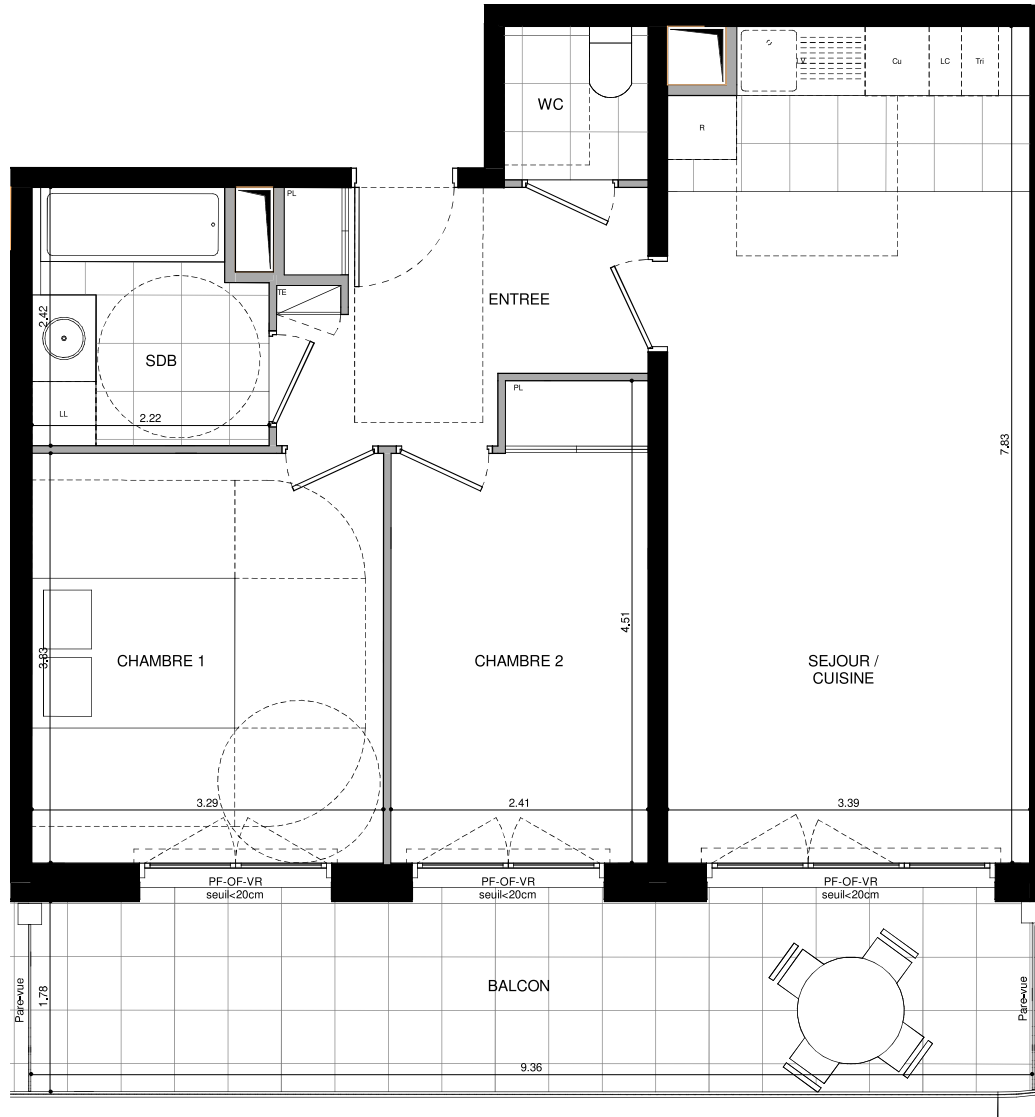 WC
Cu
LC
Tri
R
PL
TE
ENTREE
2.42
SDB
LL
2.22
PL
7.83
4.51
3.83
CHAMBRE 1
CHAMBRE 2
SEJOUR /
CUISINE
3.29
2.41
3.39
PF-OF-VR
seuil<20cm
PF-OF-VR
seuil<20cm
PF-OF-VR
seuil<20cm
Pare-vue
1.78
BALCON
Pare-vue
9.36